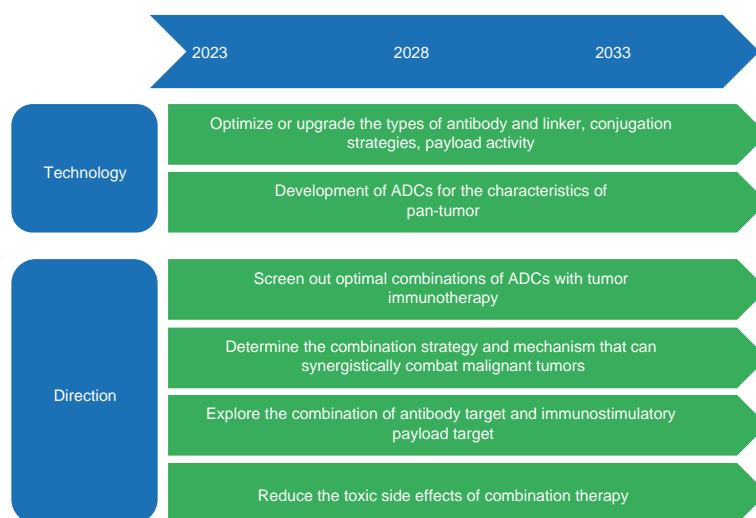 2023 2028 2033
Technology
Optimize or upgrade the types of antibody and linker, conjugation
strategies, payload activity
Development of ADCs for the characteristics of
pan-tumor
Direction
Screen out optimal combinations of ADCs with tumor
immunotherapy
Determine the combination strategy and mechanism that can
synergistically combat malignant tumors
Explore the combination of antibody target and immunostimulatory
payload target
Reduce the toxic side effects of combination therapy